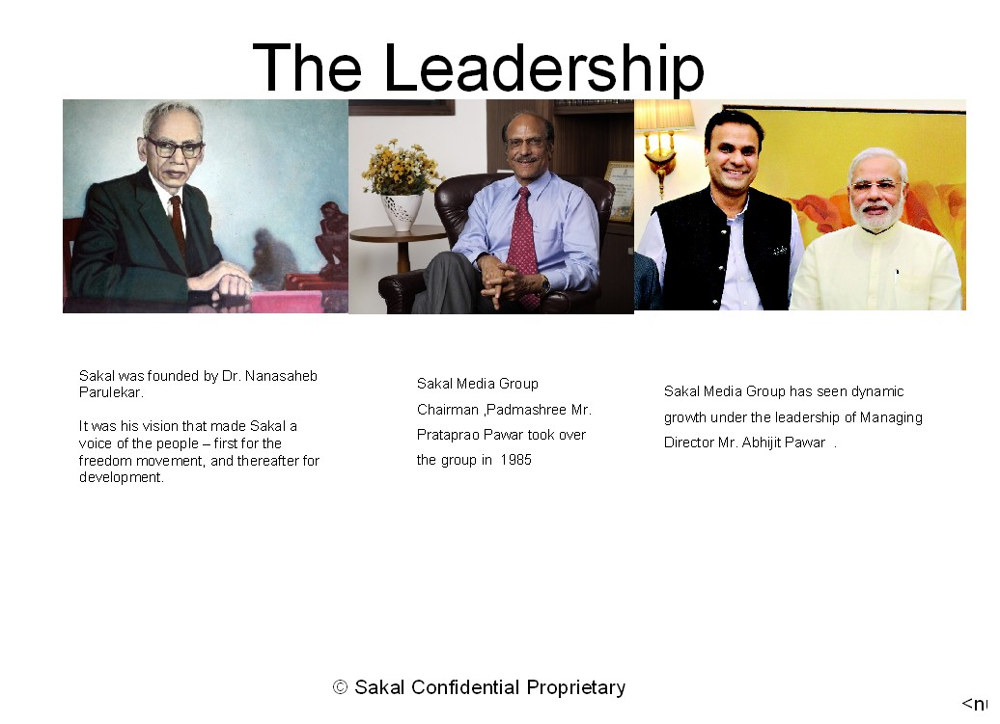 The Leadership
Sakal was founded by Dr. Nanasaheb
Parulekar.
It was his vision that made Sakal a
voice of the people – first for the
freedom movement, and thereafter for
development.
Sakal Media Group
Chairman ,Padmashree Mr.
Prataprao Pawar took over
the group in  1985
Sakal Media Group has seen dynamic
growth under the leadership of Managing
Director Mr. Abhijit Pawar  .
© Sakal Confidential Proprietary